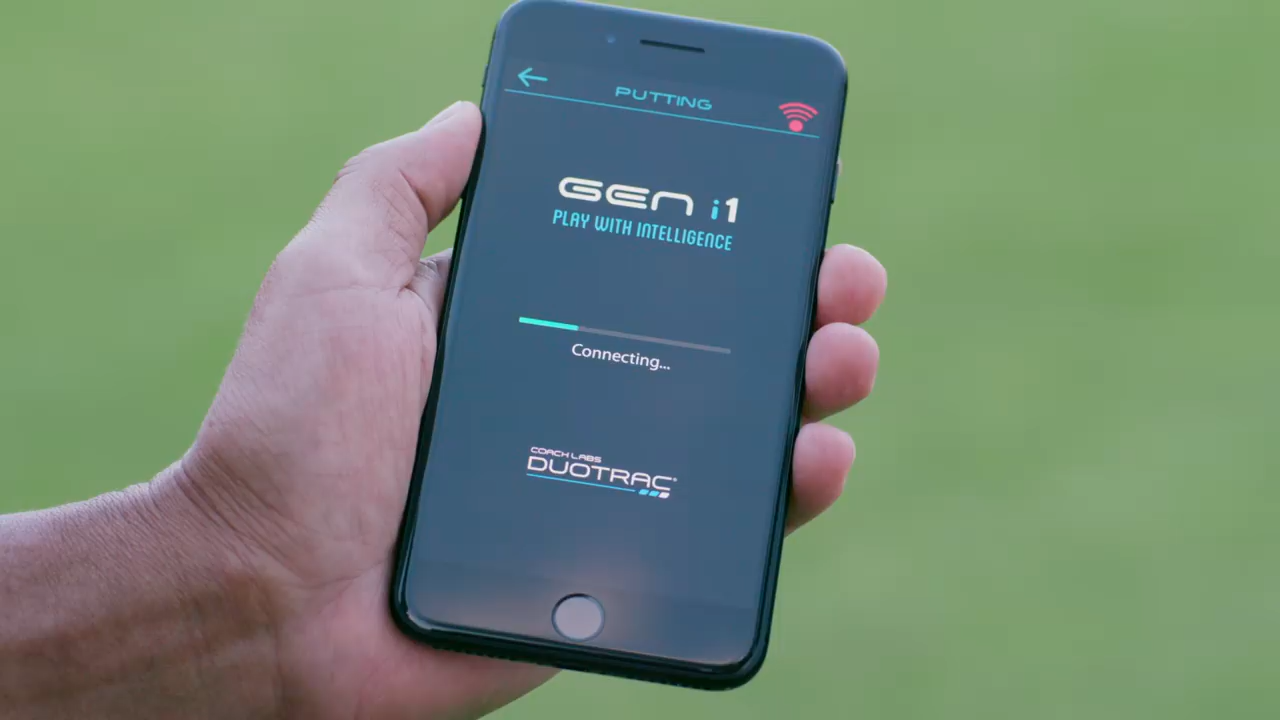 PUTTING
GEN i1
PLAY WITH INTELLIGENCE
Connecting...
COACH LABS
DUOTRAC®